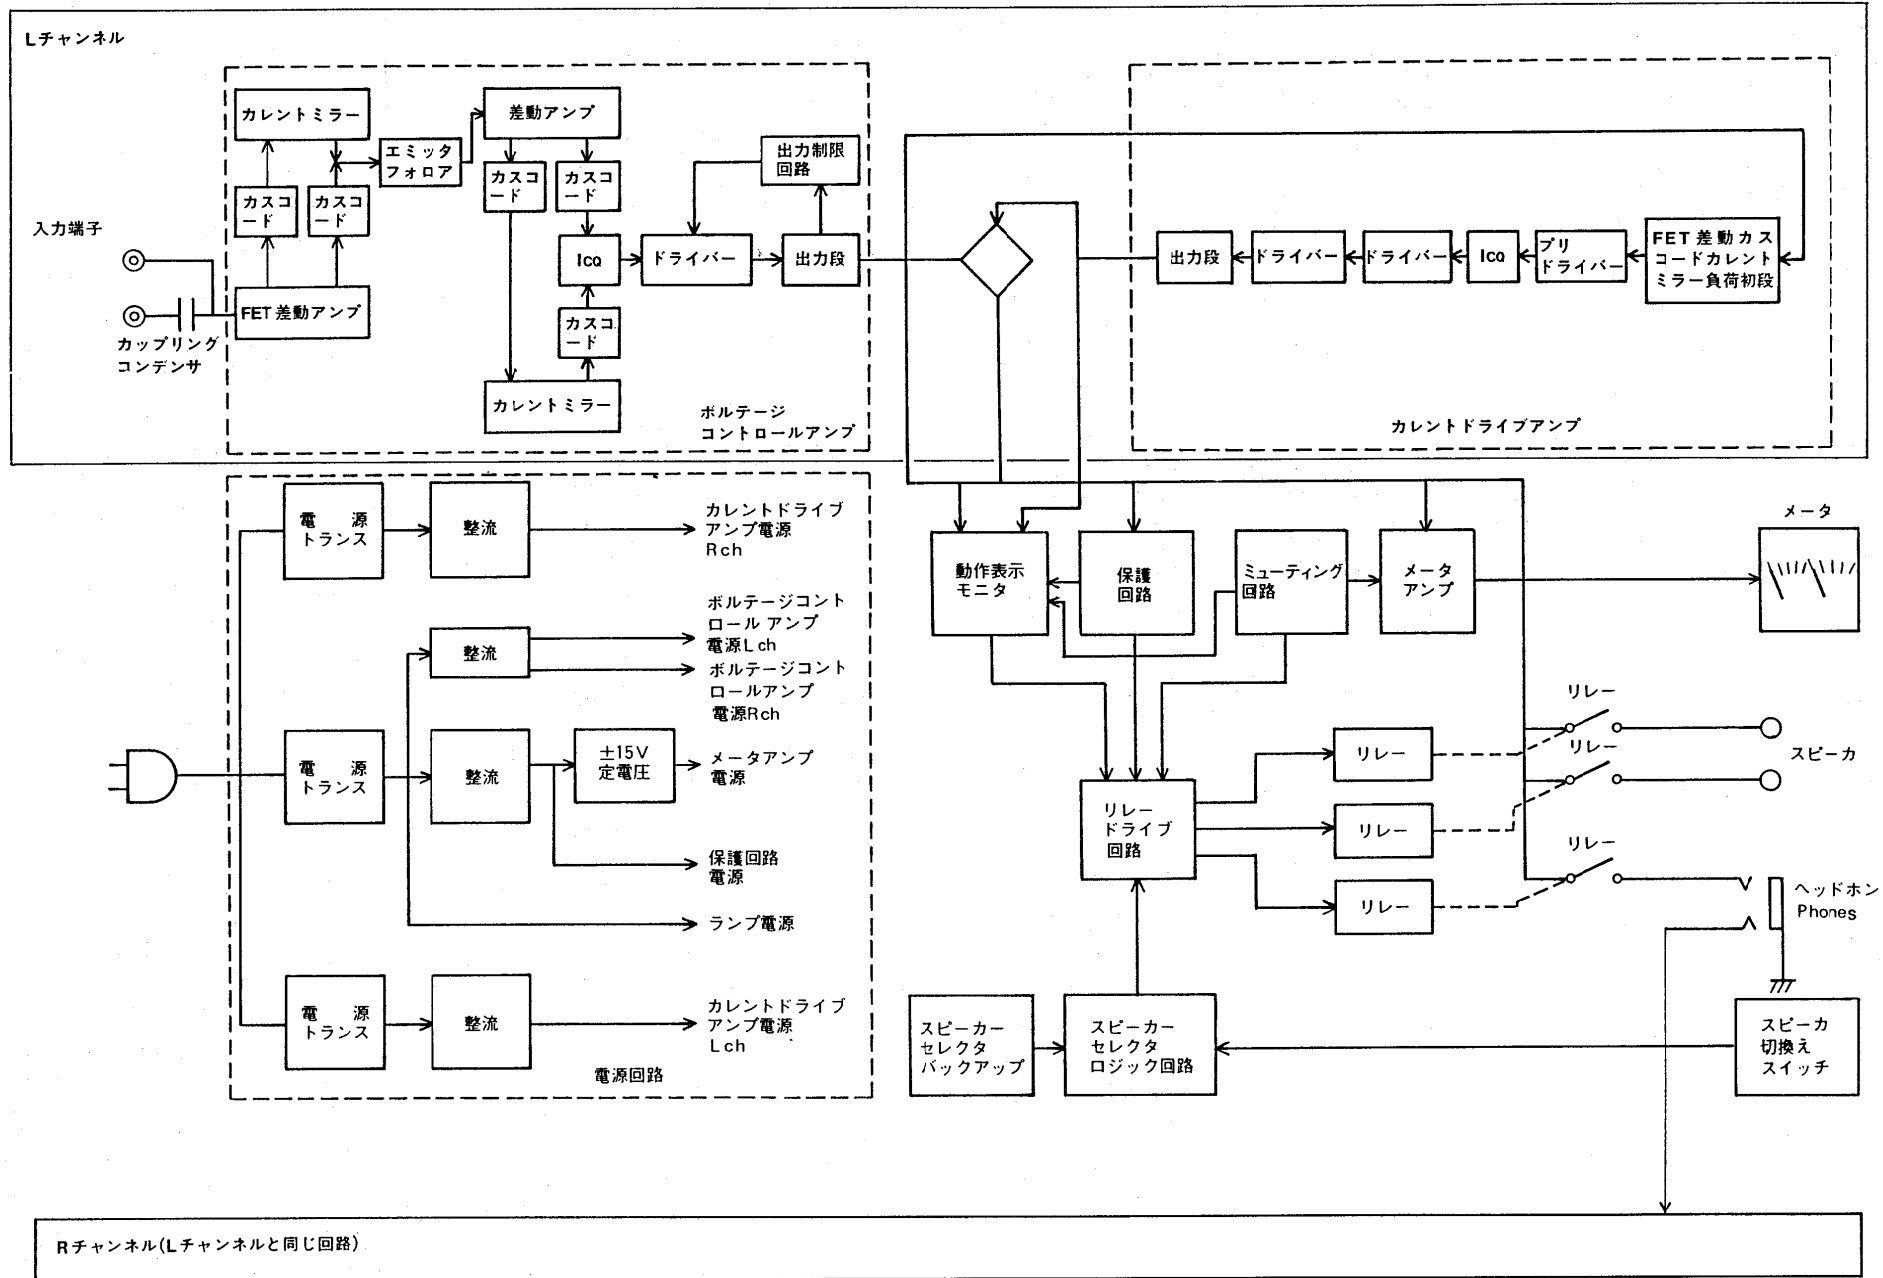 Lチャンネル
カレントミラー
差動アンプ
エミッタ
フォロア
出力制限
回路
カスコ
ード
カスコ
ード
カスコ
ード
カスコ
ード
入力端子
ICQ
ドライバー
出力段
FET差動アンプ
カスコ
ード
カップリング
コンデンサ
カレントミラー
ボルテージ
コントロールアンプ
出力段
ドライバー
ドライバー
ICQ
プリ
ドライバー
FET差動カス
コードカレント
ミラー負荷初段
カレントドライブアンプ
電源
トランス
整流
カレントドライブ
アンプ電源
Rch
整流
ボルテージコント
ロールアンプ
電源Lch
ボルテージコント
ロールアンプ
電源Rch
電源
トランス
整流
±15V
定電圧
メータアンプ
電源
保護回路
電源
ランプ電源
電源
トランス
整流
カレントドライブ
アンプ電源
Lch
電源回路
動作表示
モニタ
保護
回路
ミューティング
回路
メータ
アンプ
メータ
リレー
リレー
リレー
スピーカ
リレー
ドライブ
回路
リレー
リレー
リレー
ヘッドホン
Phones
スピーカー
セレクタ
バックアップ
スピーカー
セレクタ
ロジック回路
スピーカ
切換え
スイッチ
Rチャンネル(Lチャンネルと同じ回路)